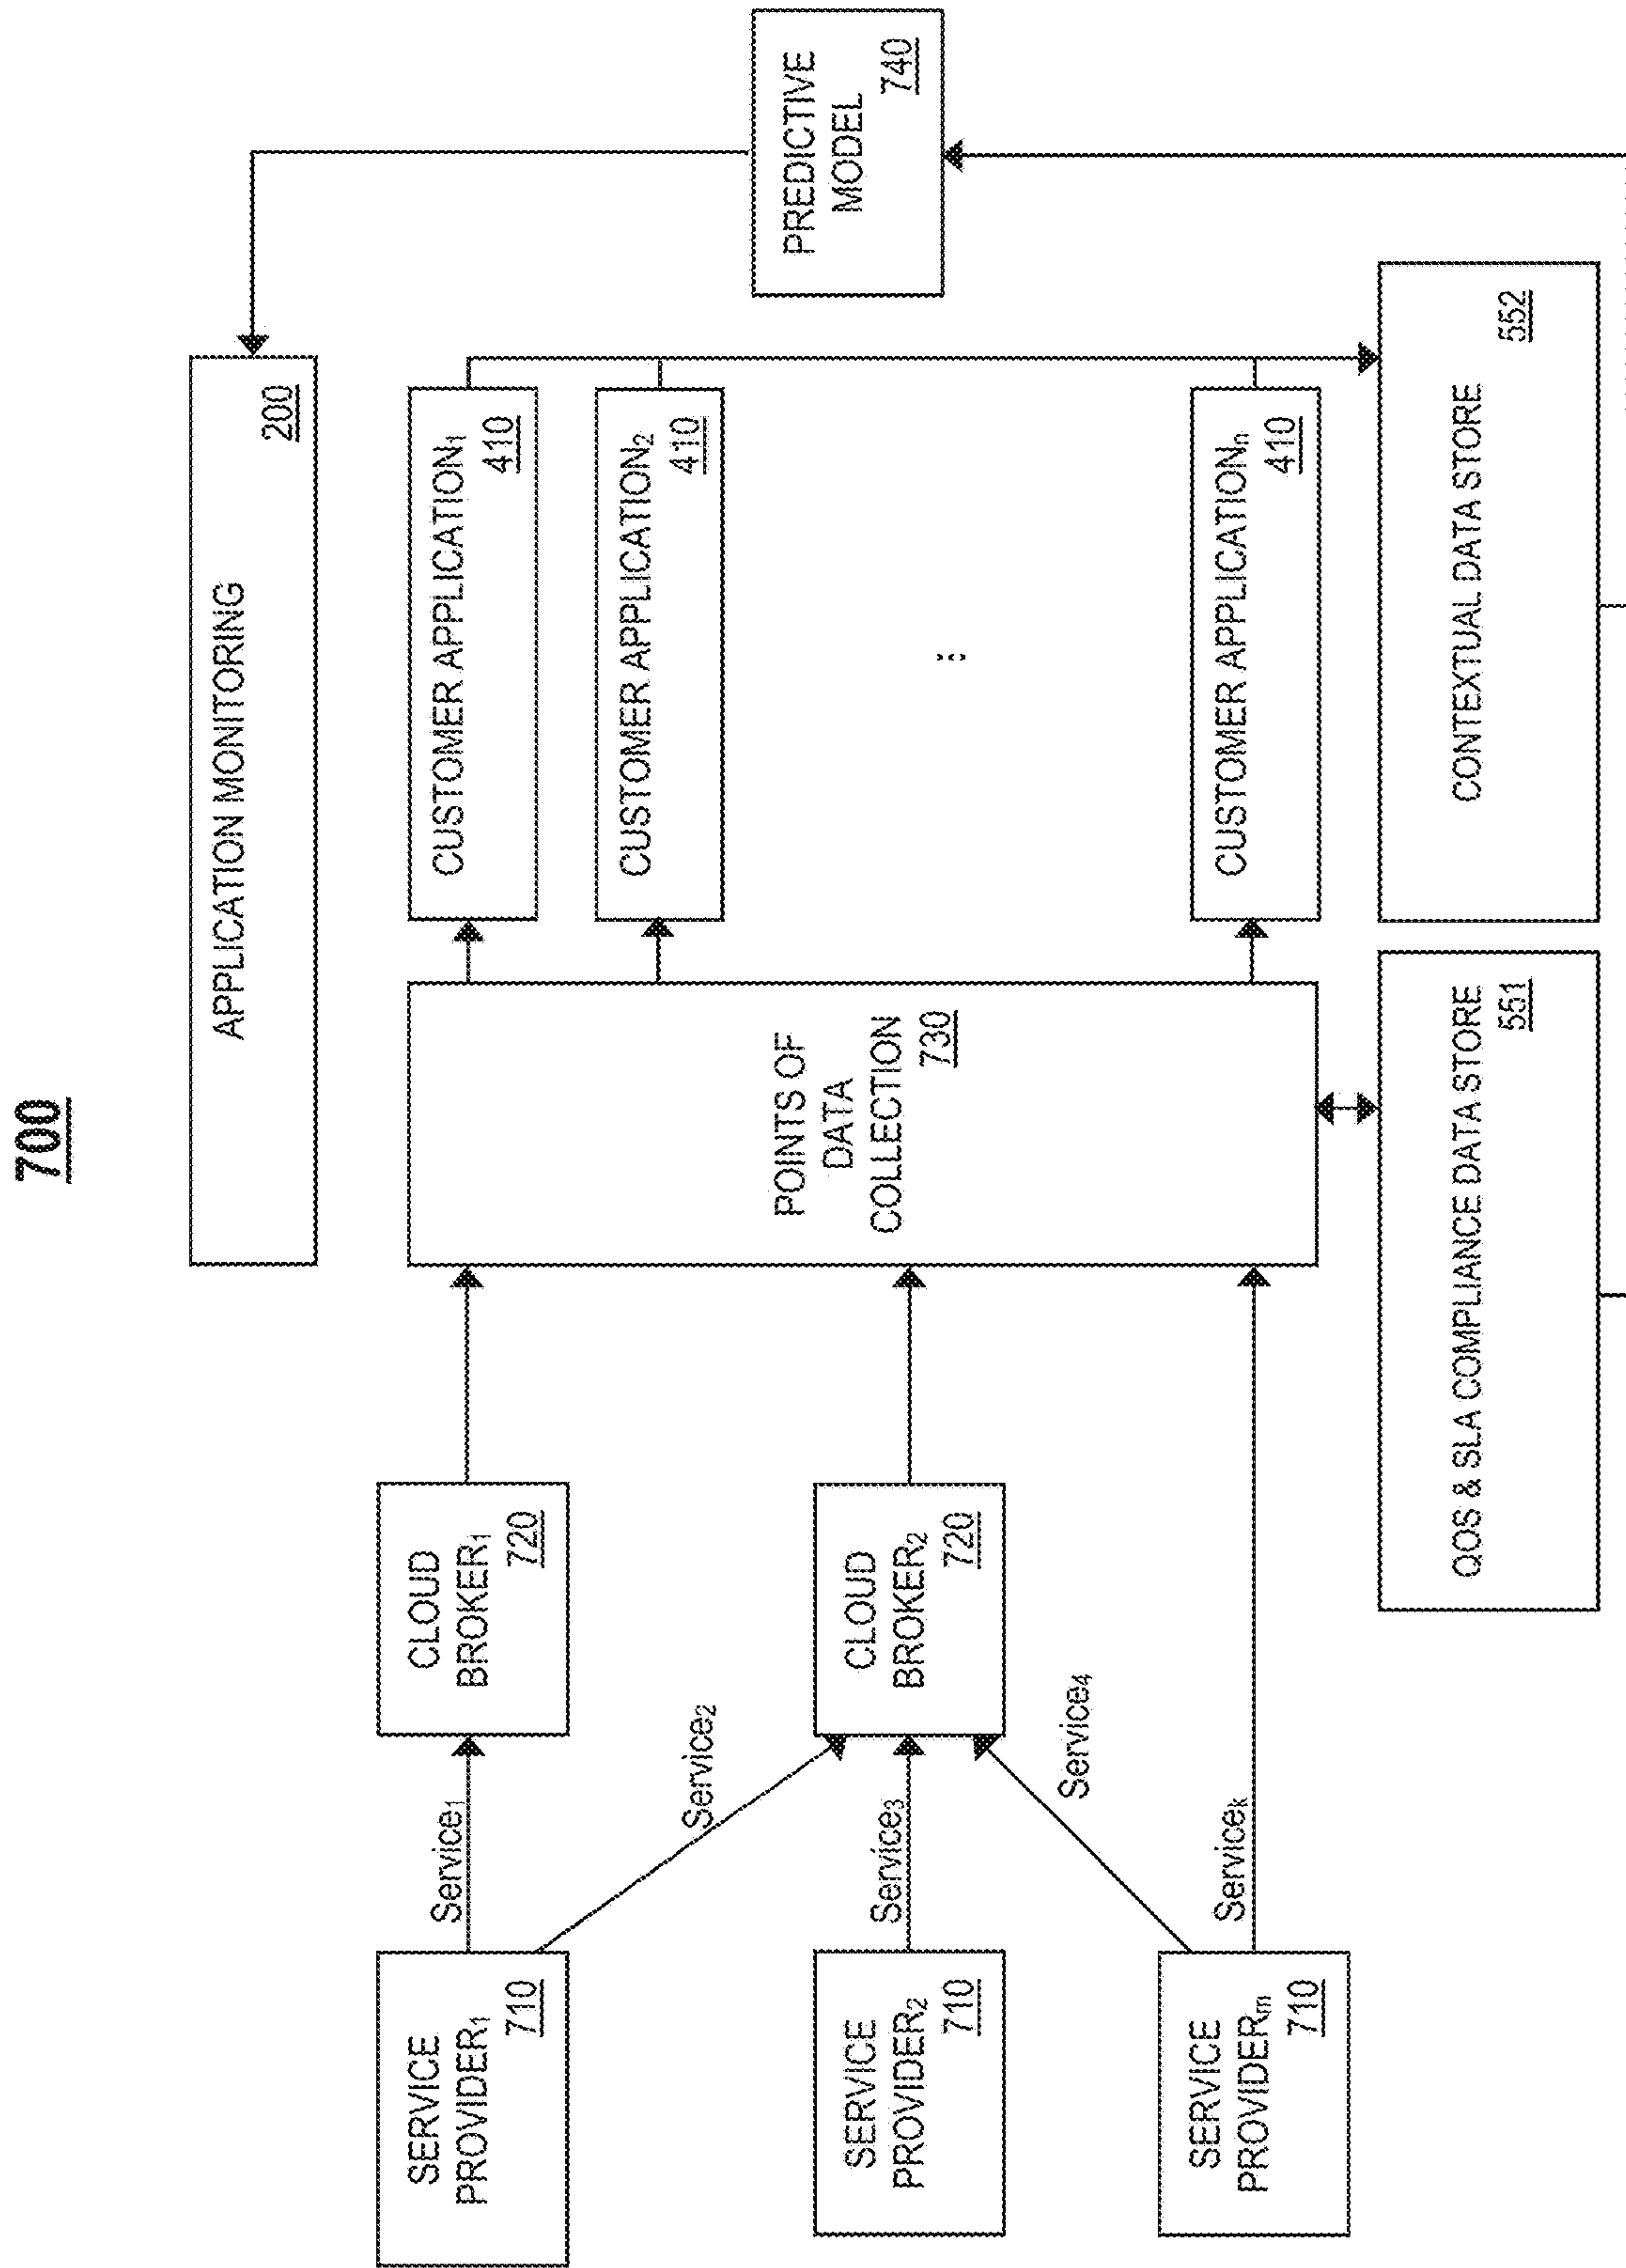 700
APPLICATION MONITORING
200
SERVICE
PROVIDER₁
710
Service₁
Service₂
CLOUD
BROKER₁
720
SERVICE
PROVIDER₂
710
Service₃
CLOUD
BROKER₂
720
SERVICE
PROVIDERₘ
710
Service₄
Serviceₖ
POINTS OF
DATA
COLLECTION
730
CUSTOMER APPLICATION₁
410
CUSTOMER APPLICATION₂
410
⋮
CUSTOMER APPLICATIONₙ
410
PREDICTIVE
MODEL
740
QOS & SLA COMPLIANCE DATA STORE
551
CONTEXTUAL DATA STORE
552